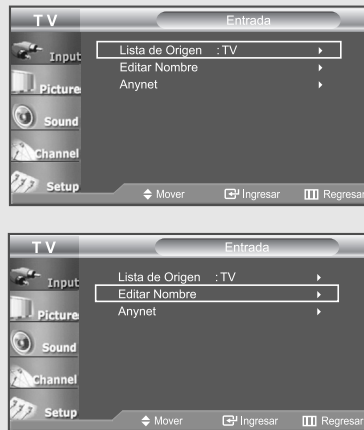 TV
Entrada
Input
Lista de Origen : TV
Editar Nombre
Picture
Anynet
Sound
Channel
Setup
Mover Ingresar Regresar
TV
Entrada
Input
Lista de Origen : TV
Editar Nombre
Picture
Anynet
Sound
Channel
Setup
Mover Ingresar Regresar